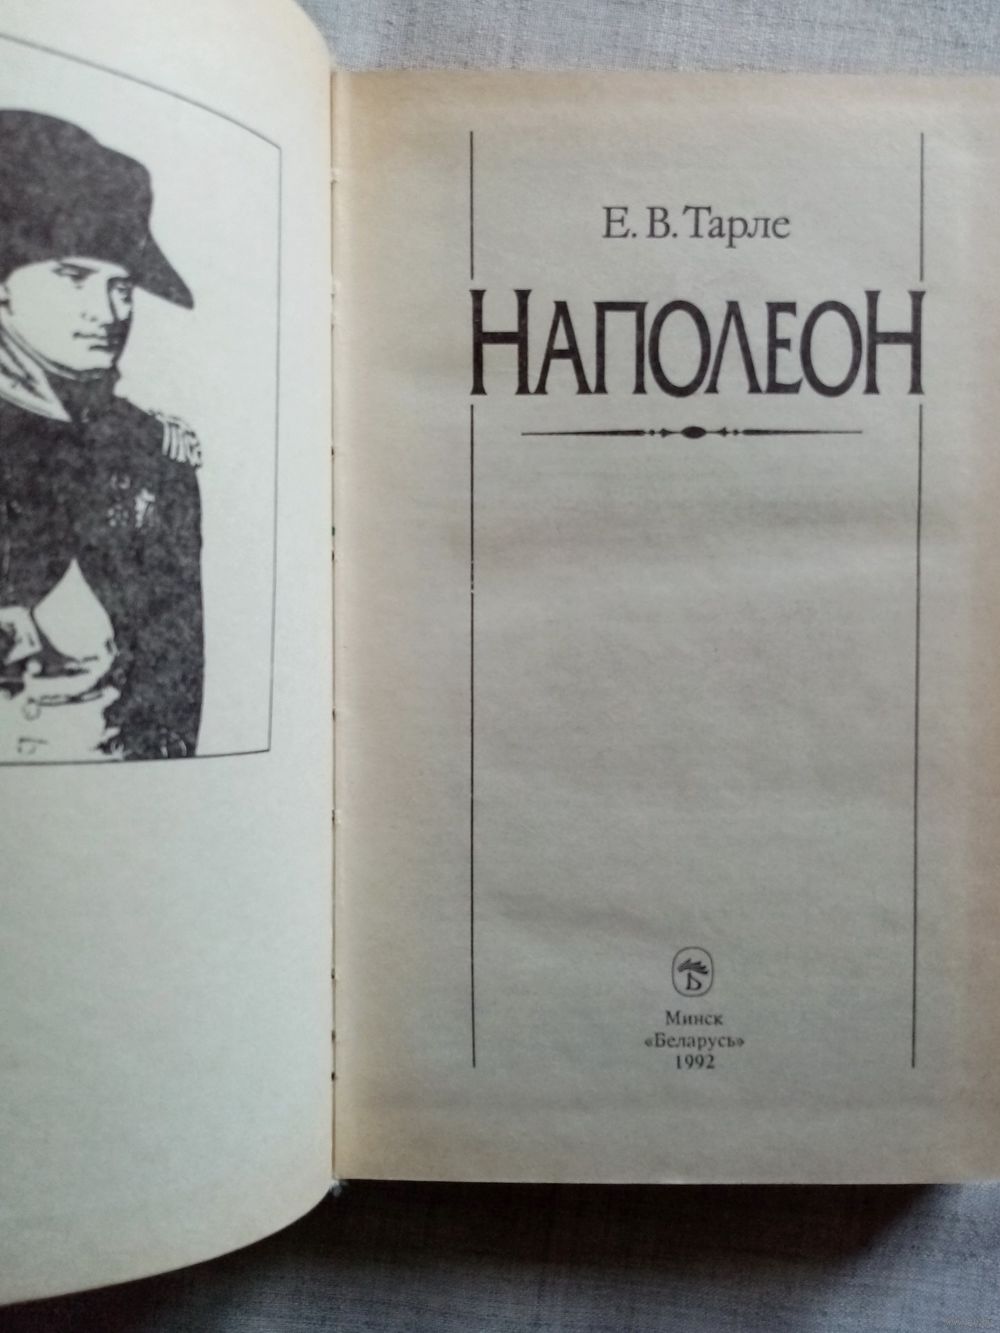 Е. В. Тарле
НАПОЛЕОН
Б
Минск
«Беларусь»
1992